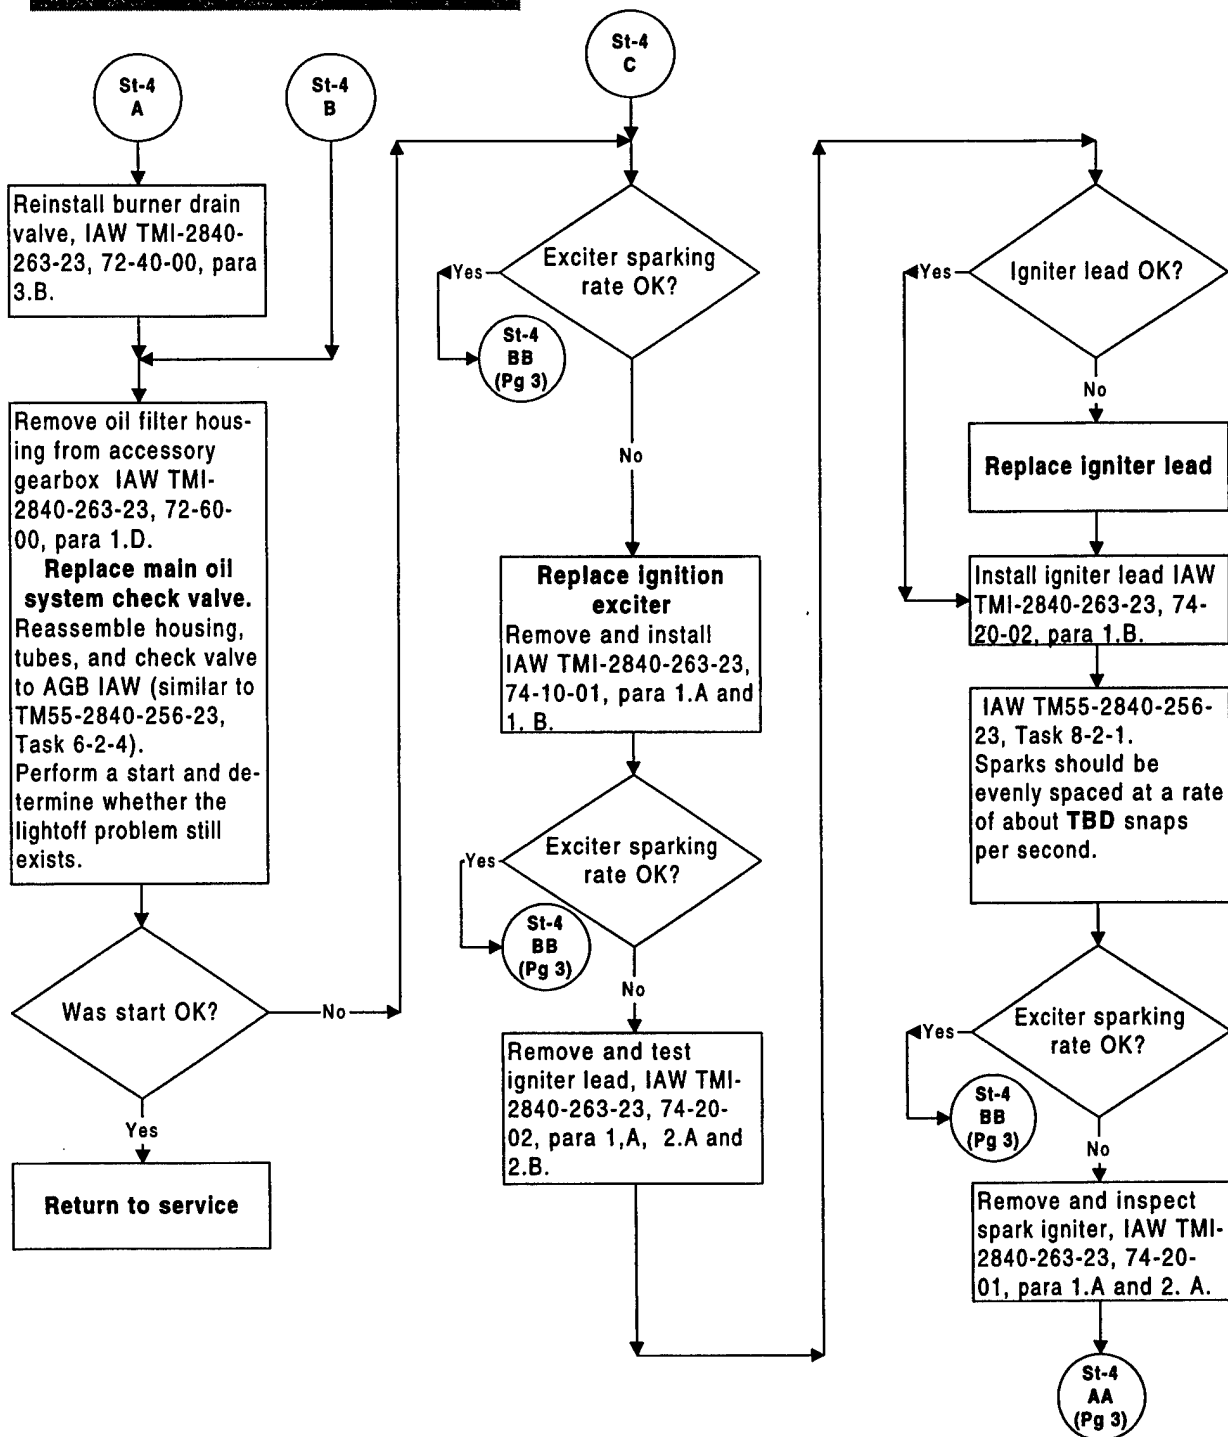 St-4
A
St-4
B
Reinstall burner drain
valve, IAW TMI-2840-
263-23, 72-40-00, para
3.B.
Remove oil filter hous-
ing from accessory
gearbox IAW TMI-
2840-263-23, 72-60-
00, para 1.D.
Replace main oil
system check valve.
Reassemble housing,
tubes, and check valve
to AGB IAW (similar to
TM55-2840-256-23,
Task 6-2-4).
Perform a start and de-
termine whether the
lightoff problem still
exists.
Was start OK?
No
Yes
Return to service
St-4
C
Exciter sparking
rate OK?
Yes
St-4
BB
(Pg 3)
No
Replace ignition
exciter
Remove and install
IAW TMI-2840-263-23,
74-10-01, para 1.A and
1. B.
Exciter sparking
rate OK?
Yes
St-4
BB
(Pg 3)
No
Remove and test
igniter lead, IAW TMI-
2840-263-23, 74-20-
02, para 1,A, 2.A and
2.B.
Igniter lead OK?
Yes
No
Replace igniter lead
Install igniter lead IAW
TMI-2840-263-23, 74-
20-02, para 1.B.
IAW TM55-2840-256-
23, Task 8-2-1.
Sparks should be
evenly spaced at a rate
of about TBD snaps
per second.
Exciter sparking
rate OK?
Yes
St-4
BB
(Pg 3)
No
Remove and inspect
spark igniter, IAW TMI-
2840-263-23, 74-20-
01, para 1.A and 2. A.
St-4
AA
(Pg 3)